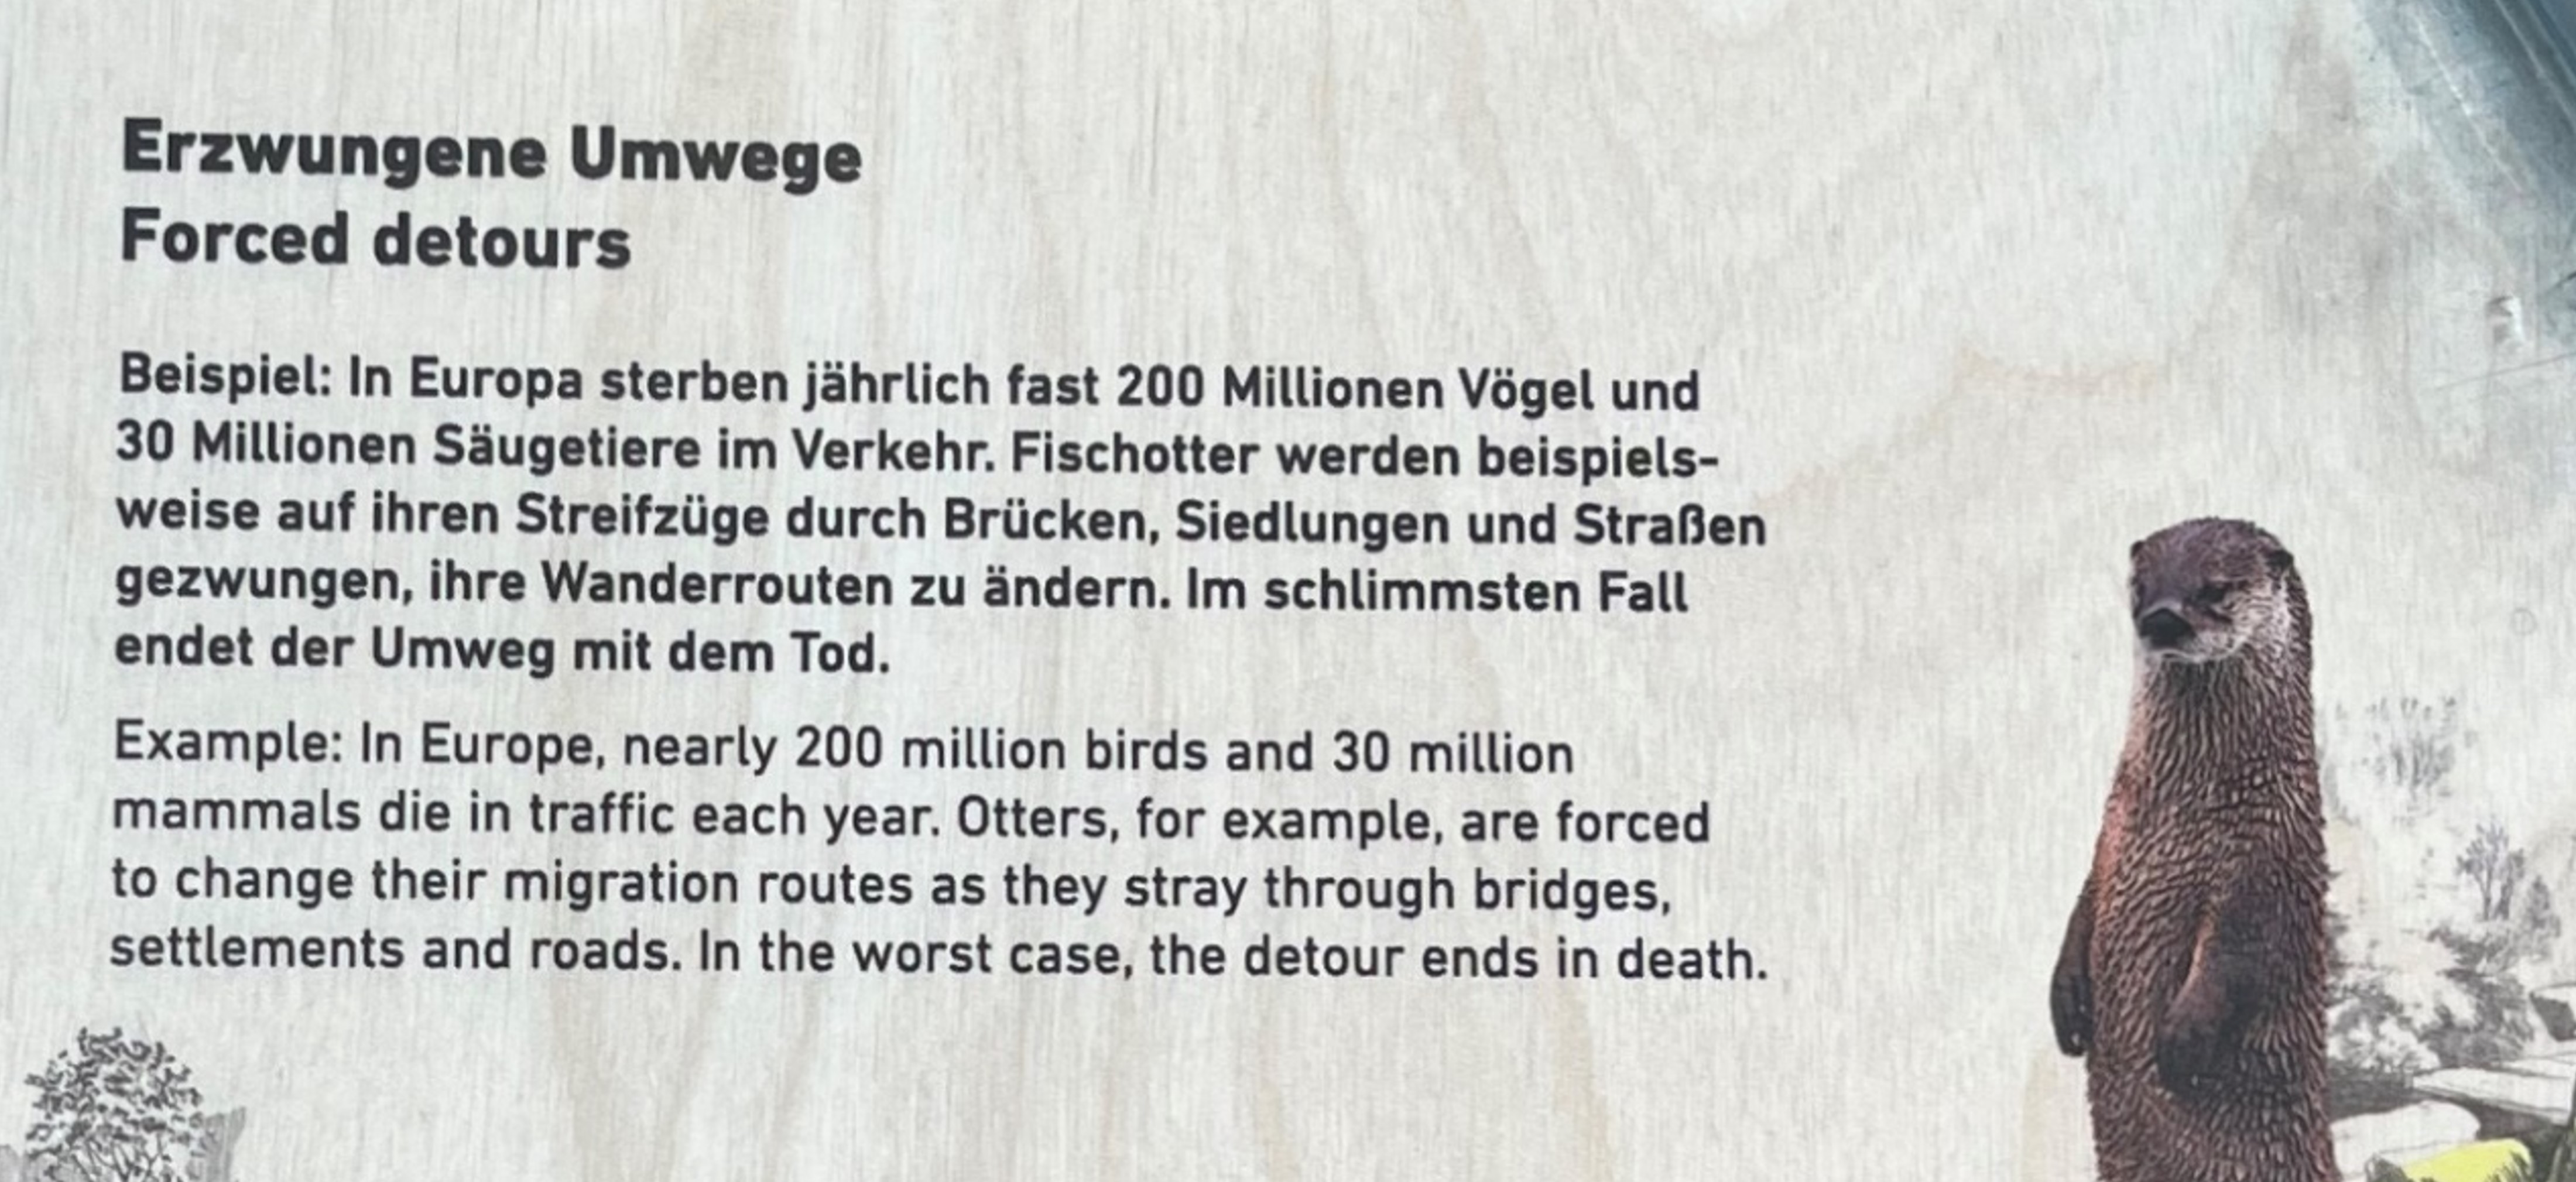 Erzwungene Umwege
Forced detours
Beispiel: In Europa sterben jährlich fast 200 Millionen Vögel und
30 Millionen Säugetiere im Verkehr. Fischotter werden beispiels-
weise auf ihren Streifzüge durch Brücken, Siedlungen und Straßen
gezwungen, ihre Wanderrouten zu ändern. Im schlimmsten Fall
endet der Umweg mit dem Tod.
Example: In Europe, nearly 200 million birds and 30 million
mammals die in traffic each year. Otters, for example, are forced
to change their migration routes as they stray through bridges,
settlements and roads. In the worst case, the detour ends in death.